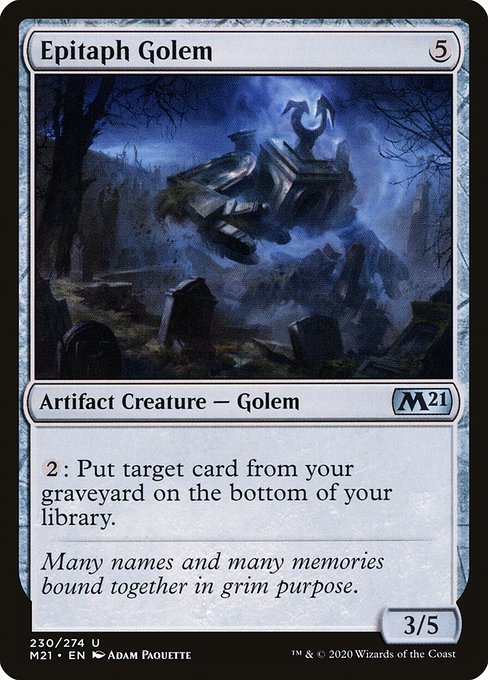 Epitaph Golem 5
Artifact Creature — Golem M21
2: Put target card from your
graveyard on the bottom of your
library.
Many names and many memories
bound together in grim purpose.
3/5
230/274 U
M21 • EN Adam Paquette ™ & © 2020 Wizards of the Coast